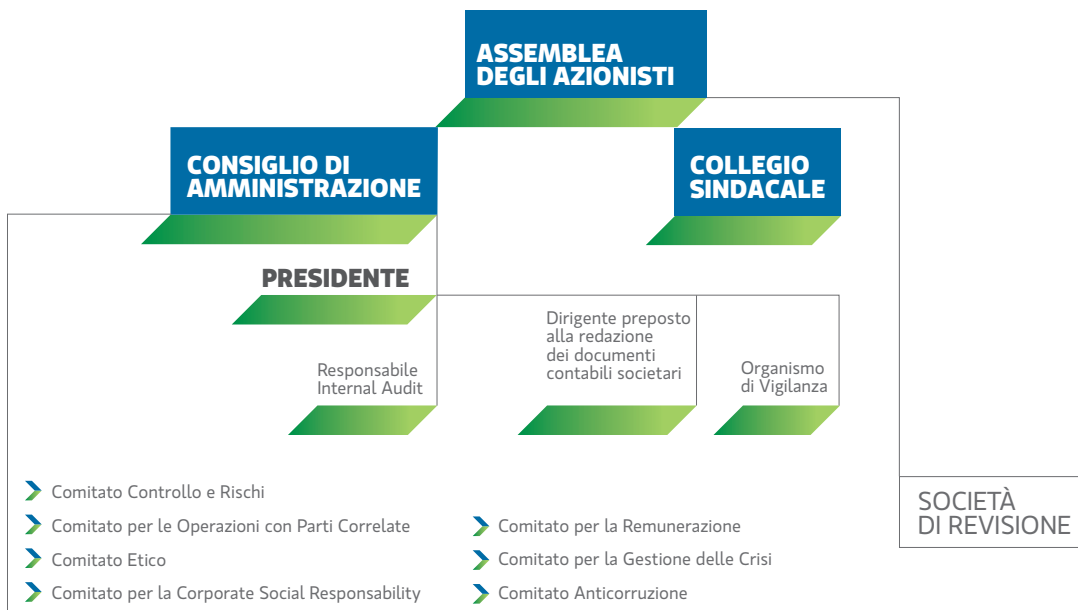 ASSEMBLEA
DEGLI AZIONISTI
CONSIGLIO DI
AMMINISTRAZIONE
COLLEGIO
SINDACALE
PRESIDENTE
Responsabile
Internal Audit
Dirigente preposto
alla redazione
dei documenti
contabili societari
Organismo
di Vigilanza
SOCIETÀ
DI REVISIONE
Comitato Controllo e Rischi
Comitato per le Operazioni con Parti Correlate
Comitato Etico
Comitato per la Corporate Social Responsability
Comitato per la Remunerazione
Comitato per la Gestione delle Crisi
Comitato Anticorruzione